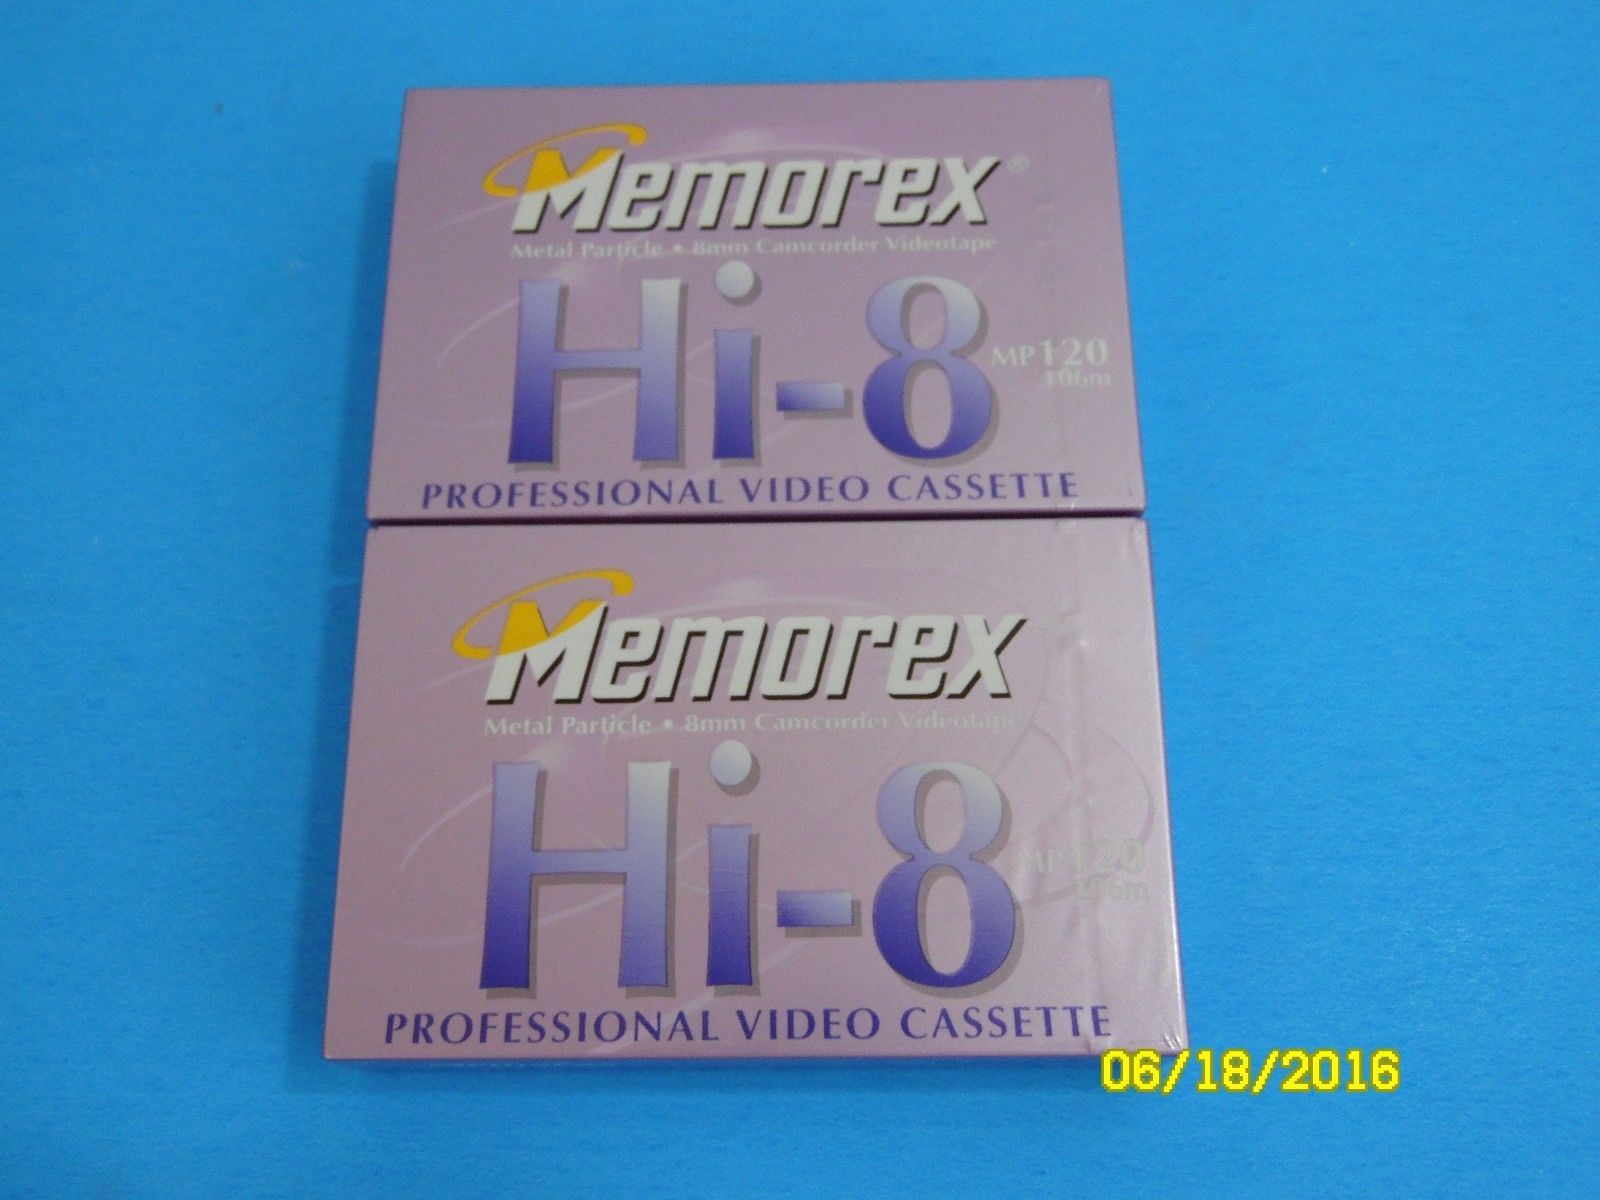 Memorex®
Metal Particle • 8mm Camcorder Videotape
Hi-8
MP120
106m
PROFESSIONAL VIDEO CASSETTE
Memorex
Metal Particle • 8mm Camcorder Videotape
Hi-8
MP120
106m
PROFESSIONAL VIDEO CASSETTE
06/18/2016